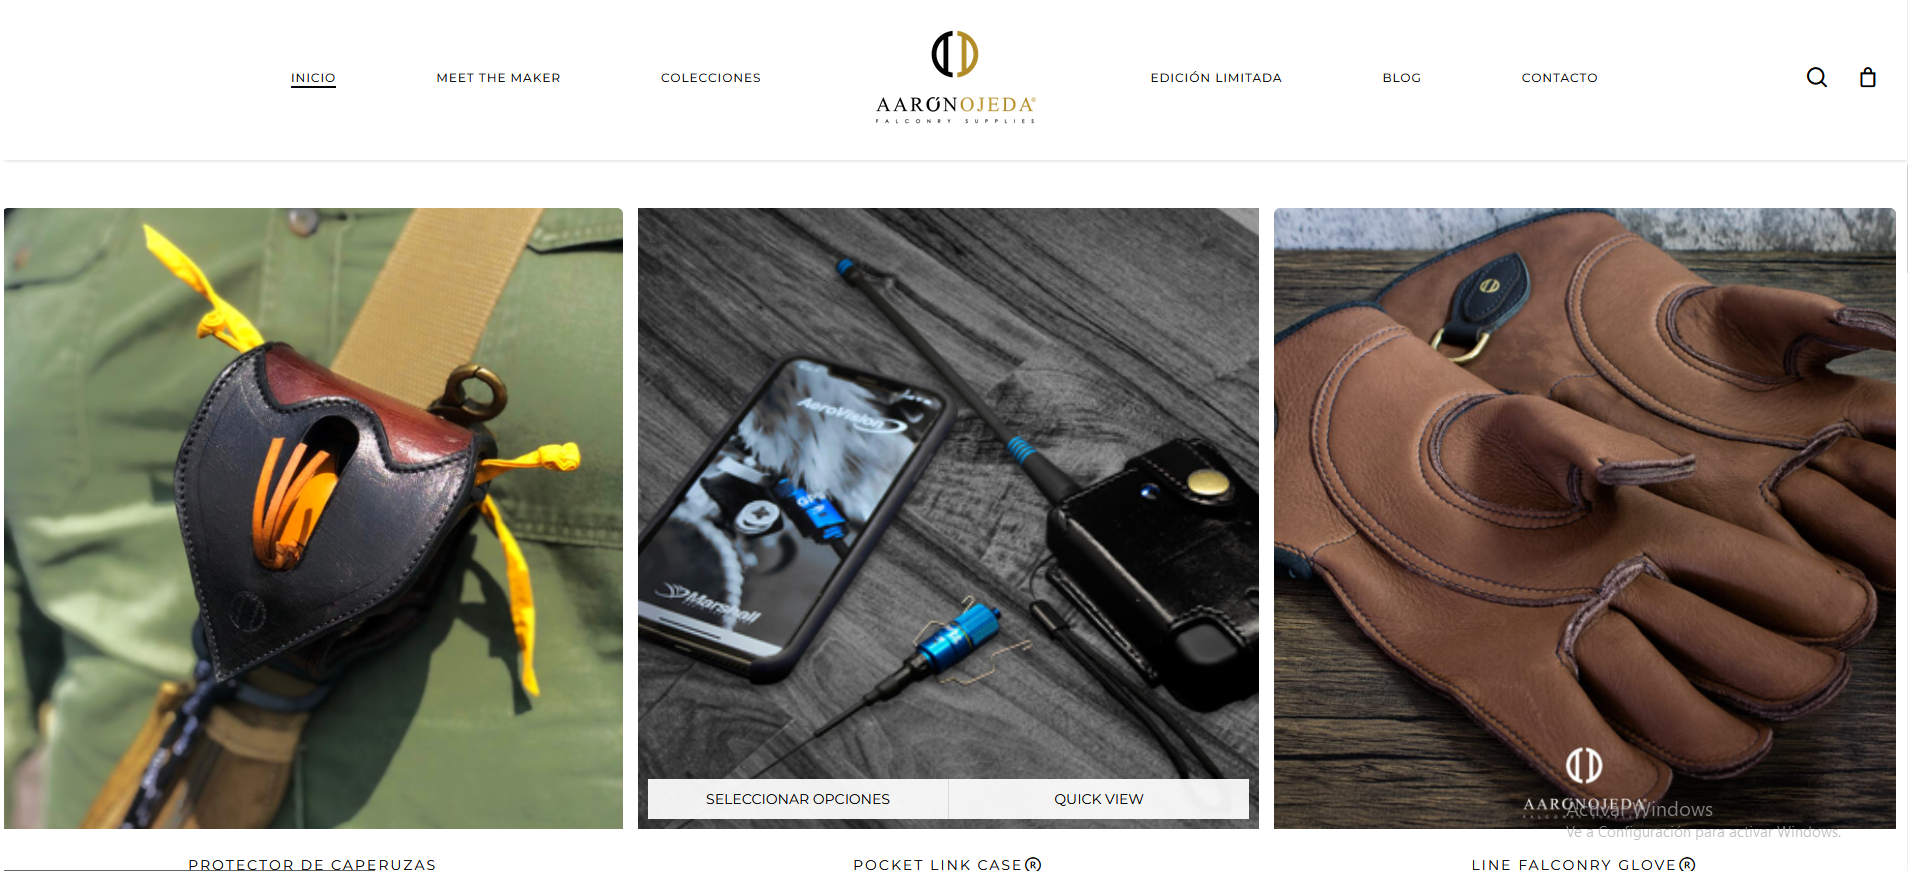 INICIO
MEET THE MAKER
COLECCIONES
AARÓNOJEDA®
FALCONRY SUPPLIES
EDICIÓN LIMITADA
BLOG
CONTACTO
AeroVision
Marshall
SELECCIONAR OPCIONES
QUICK VIEW
AARÓNOJEDA
Activar Windows
Ve a Configuración para activar Windows.
PROTECTOR DE CAPERUZAS
POCKET LINK CASE®
LINE FALCONRY GLOVE®